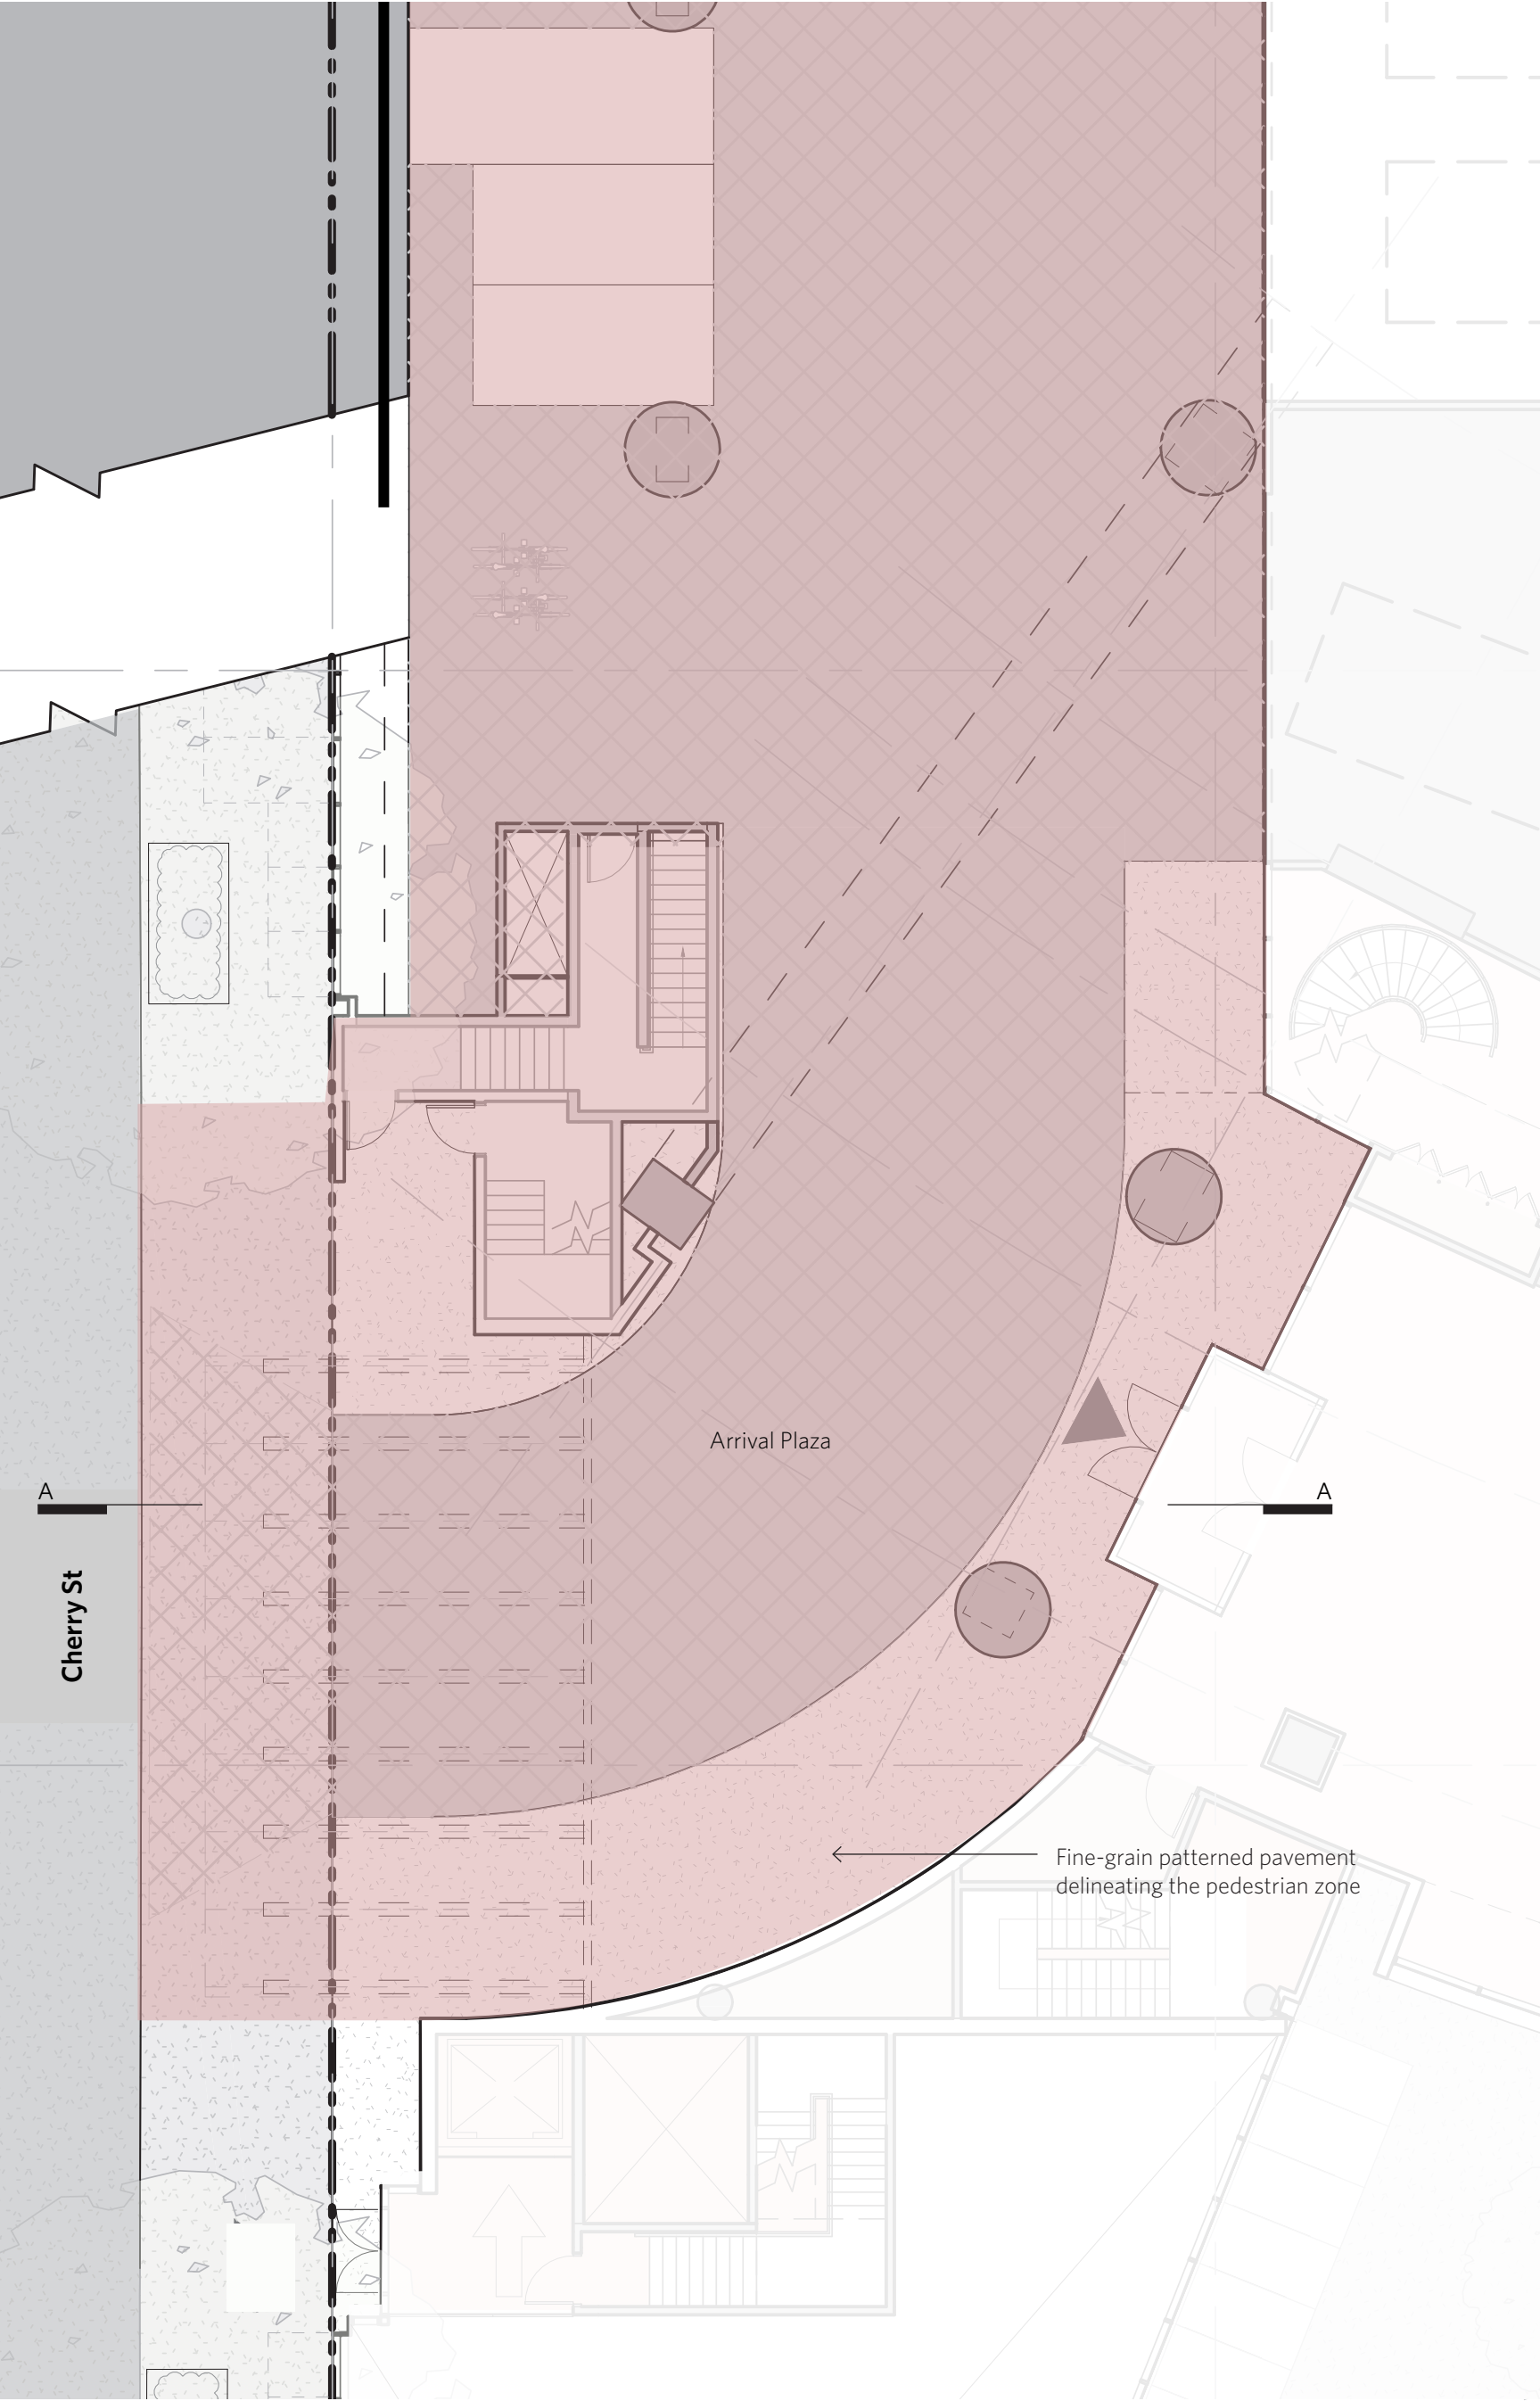 Arrival Plaza
A
A
Cherry St
Fine-grain patterned pavement
delineating the pedestrian zone